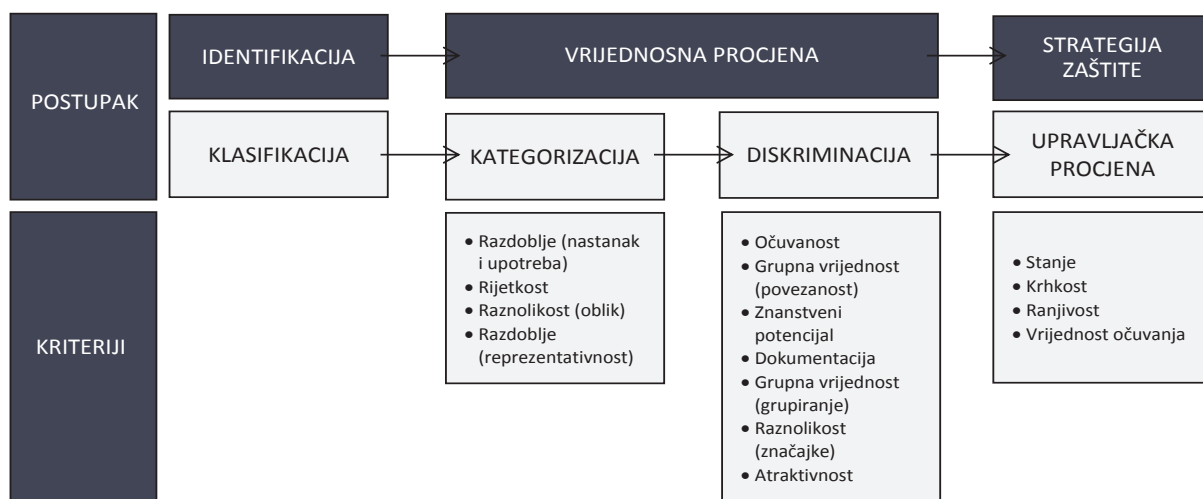 POSTUPAK
IDENTIFIKACIJA
VRIJEDNOSNA PROCJENA
STRATEGIJA
ZAŠTITE
KLASIFIKACIJA
KATEGORIZACIJA
DISKRIMINACIJA
UPRAVLJAČKA
PROCJENA
KRITERIJI
• Razdoblje (nastanak
i upotreba)
• Rijetkost
• Raznolikost (oblik)
• Razdoblje
(reprezentativnost)
• Očuvanost
• Grupna vrijednost
(povezanost)
• Znanstveni
potencijal
• Dokumentacija
• Grupna vrijednost
(grupiranje)
• Raznolikost
(značajke)
• Atraktivnost
• Stanje
• Krhkost
• Ranjivost
• Vrijednost očuvanja